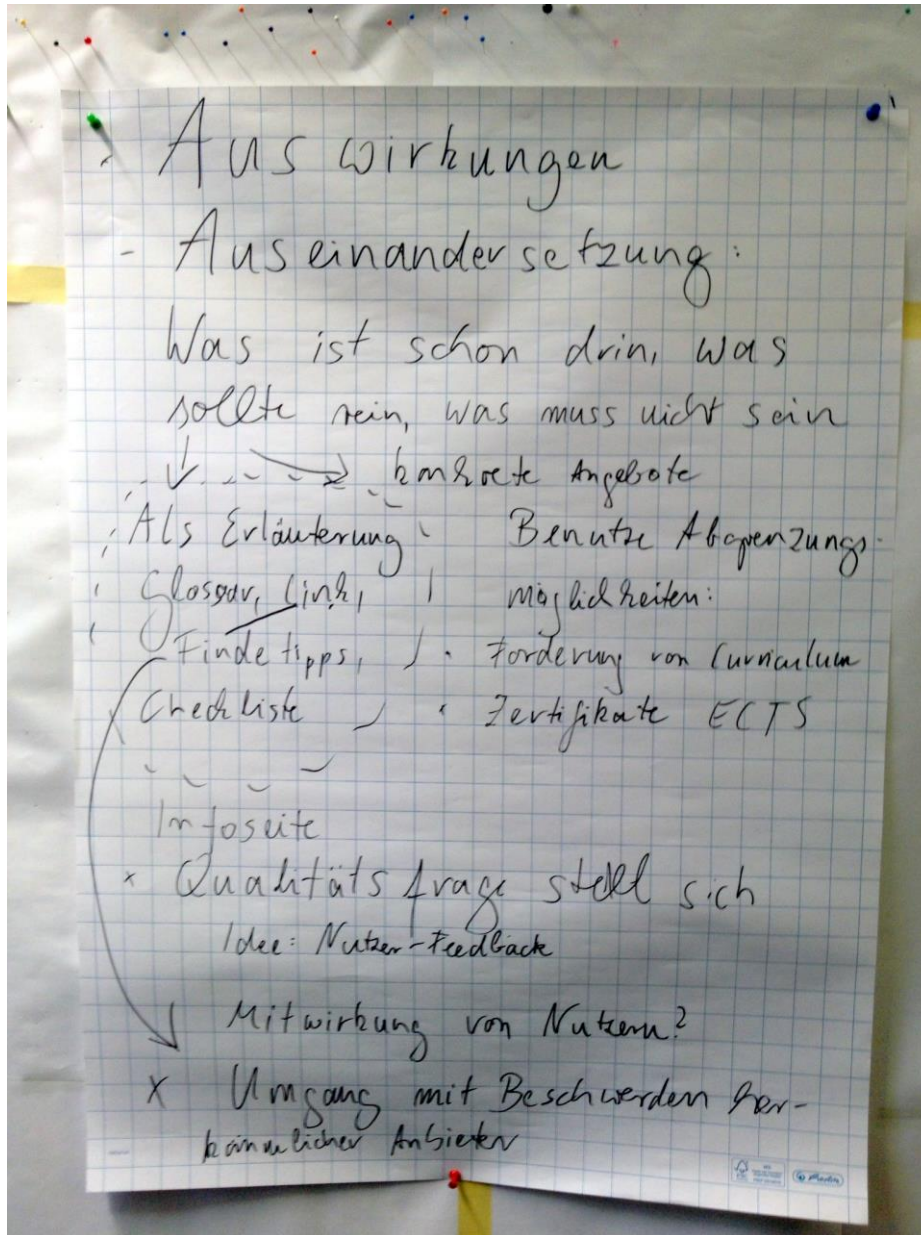 Auswirkungen
- Auseinandersetzung:
Was ist schon drin, was
sollte rein, was muss nicht sein
konkrete Angebote
Als Erläuterung
Glossar, Link,
Findetipps,
Checkliste
Infoseite
Benutze Abgrenzungs-
möglichkeiten:
· Forderung von Curriculum
· Zertifikate ECTS
x Qualitätsfrage stellt sich
Idee: Nutzer-Feedback
Mitwirkung von Nutzern?
x Umgang mit Beschwerden her-
kömmlicher Anbieter